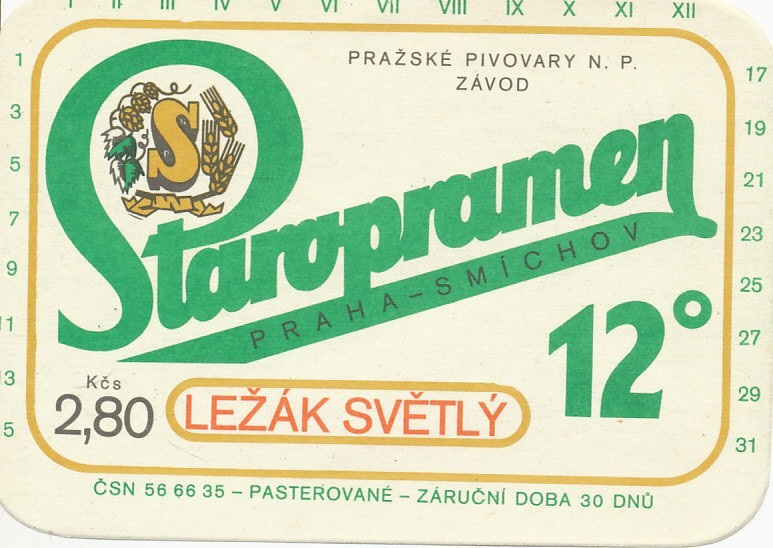 I II III IV V VI VII VIII IX X XI XII
PRAŽSKÉ PIVOVARY N. P.
ZÁVOD
S
Staropramen
PRAHA-SMÍCHOV
12°
Kčs
2,80
LEŽÁK SVĚTLÝ
ČSN 56 66 35 – PASTEROVANÉ – ZÁRUČNÍ DOBA 30 DNŮ
1
3
5
7
9
11
13
15
17
19
21
23
25
27
29
31